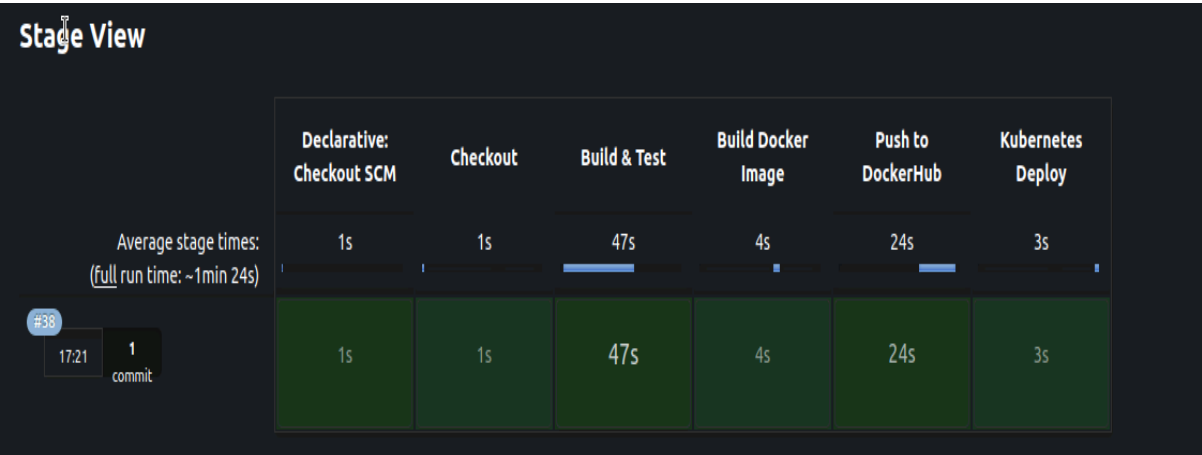 Stage View
Declarative:
Checkout SCM
Checkout
Build & Test
Build Docker
Image
Push to
DockerHub
Kubernetes
Deploy
Average stage times:
(full run time: ~1min 24s)
1s
1s
47s
4s
24s
3s
#38
17:21
1
commit
1s
1s
47s
4s
24s
3s